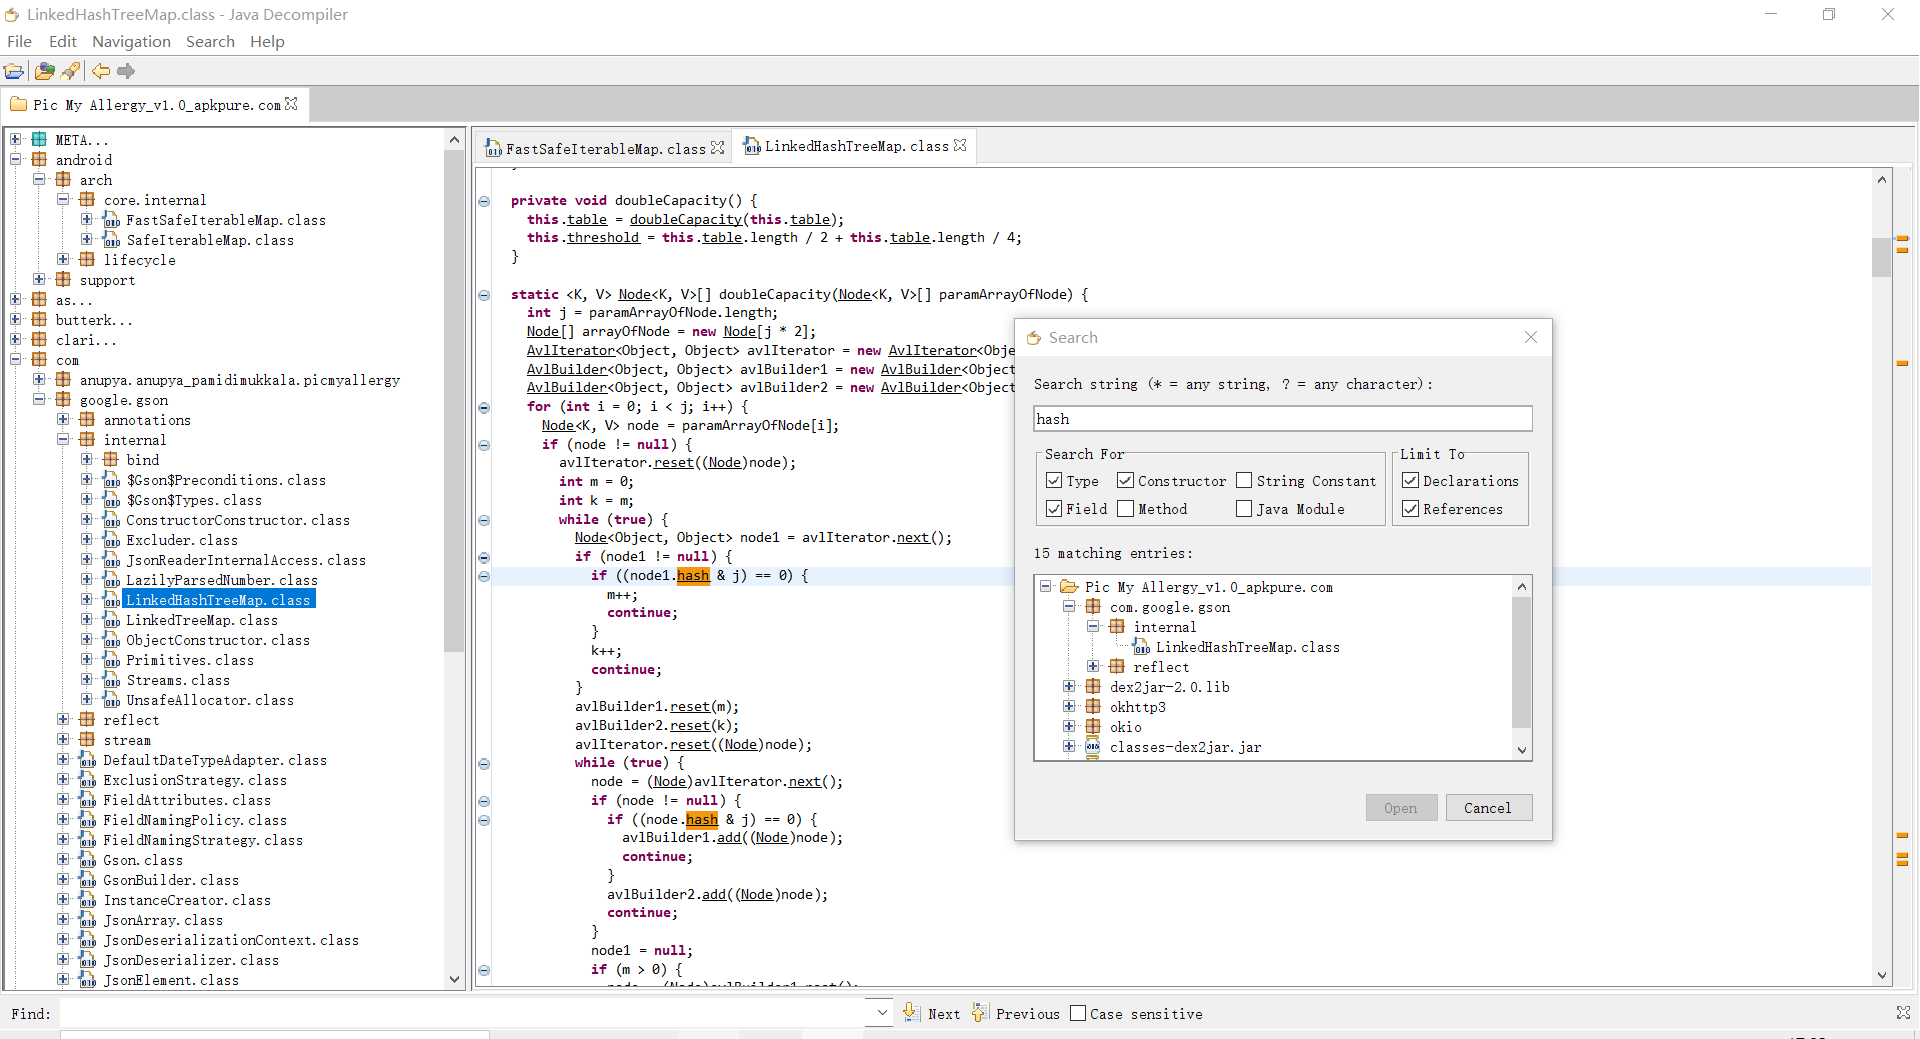 LinkedHashTreeMap.class - Java Decompiler
File Edit Navigation Search Help
Pic My Allergy_v1.0_apkpure.com
META...
android
arch
core.internal
FastSafeIterableMap.class
SafeIterableMap.class
lifecycle
support
as...
butterk...
clari...
com
anupya.anupya_pamidimukkala.picmyallergy
google.gson
annotations
internal
bind
$Gson$Preconditions.class
$Gson$Types.class
ConstructorConstructor.class
Excluder.class
JsonReaderInternalAccess.class
LazilyParsedNumber.class
LinkedHashTreeMap.class
LinkedTreeMap.class
ObjectConstructor.class
Primitives.class
Streams.class
UnsafeAllocator.class
reflect
stream
DefaultDateTypeAdapter.class
ExclusionStrategy.class
FieldAttributes.class
FieldNamingPolicy.class
FieldNamingStrategy.class
Gson.class
GsonBuilder.class
InstanceCreator.class
JsonArray.class
JsonDeserializationContext.class
JsonDeserializer.class
JsonElement.class
FastSafeIterableMap.class
LinkedHashTreeMap.class
private void doubleCapacity() {
this.table = doubleCapacity(this.table);
this.threshold = this.table.length / 2 + this.table.length / 4;
}
static <K, V> Node<K, V>[] doubleCapacity(Node<K, V>[] paramArrayOfNode) {
int j = paramArrayOfNode.length;
Node[] arrayOfNode = new Node[j * 2];
AvlIterator<Object, Object> avlIterator = new AvlIterator<Obje
AvlBuilder<Object, Object> avlBuilder1 = new AvlBuilder<Object
AvlBuilder<Object, Object> avlBuilder2 = new AvlBuilder<Object
for (int i = 0; i < j; i++) {
Node<K, V> node = paramArrayOfNode[i];
if (node != null) {
avlIterator.reset((Node)node);
int m = 0;
int k = m;
while (true) {
Node<Object, Object> node1 = avlIterator.next();
if (node1 != null) {
if ((node1.hash & j) == 0) {
m++;
continue;
}
k++;
continue;
}
avlBuilder1.reset(m);
avlBuilder2.reset(k);
avlIterator.reset((Node)node);
while (true) {
node = (Node)avlIterator.next();
if (node != null) {
if ((node.hash & j) == 0) {
avlBuilder1.add((Node)node);
continue;
}
avlBuilder2.add((Node)node);
continue;
}
node1 = null;
if (m > 0) {
Search
Search string (* = any string, ? = any character):
hash
Search For
Type Constructor String Constant
Field Method Java Module
Limit To
Declarations
References
15 matching entries:
Pic My Allergy_v1.0_apkpure.com
com.google.gson
internal
LinkedHashTreeMap.class
reflect
dex2jar-2.0.lib
okhttp3
okio
classes-dex2jar.jar
Open Cancel
Find: Next Previous Case sensitive